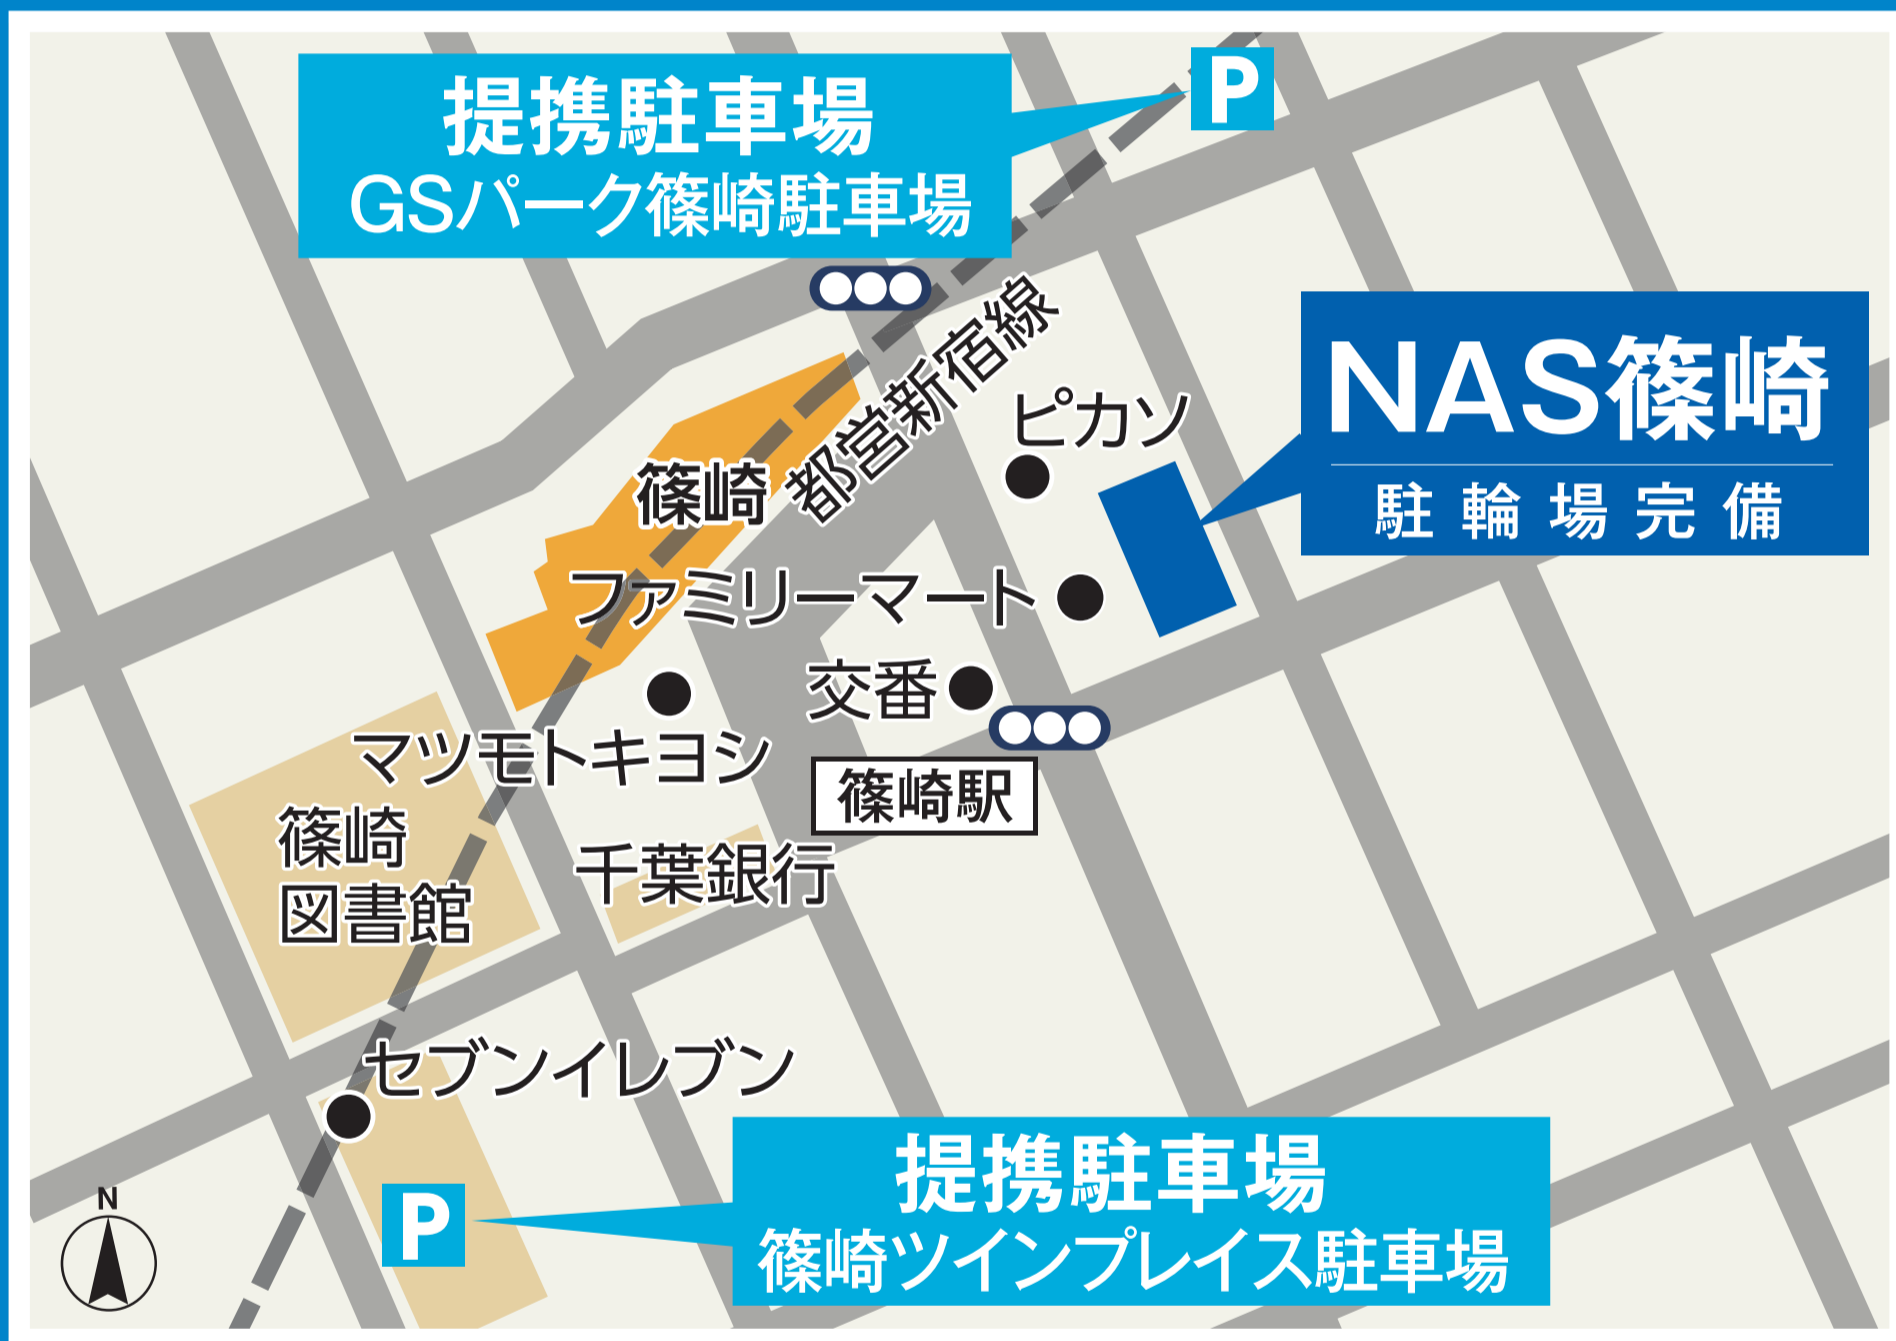 提携駐車場
GSパーク篠崎駐車場
P
都営新宿線
NAS篠崎
駐輪場完備
ピカソ
篠崎
ファミリーマート
交番
マツモトキヨシ
篠崎駅
篠崎
図書館
千葉銀行
セブンイレブン
提携駐車場
篠崎ツインプレイス駐車場
P
N